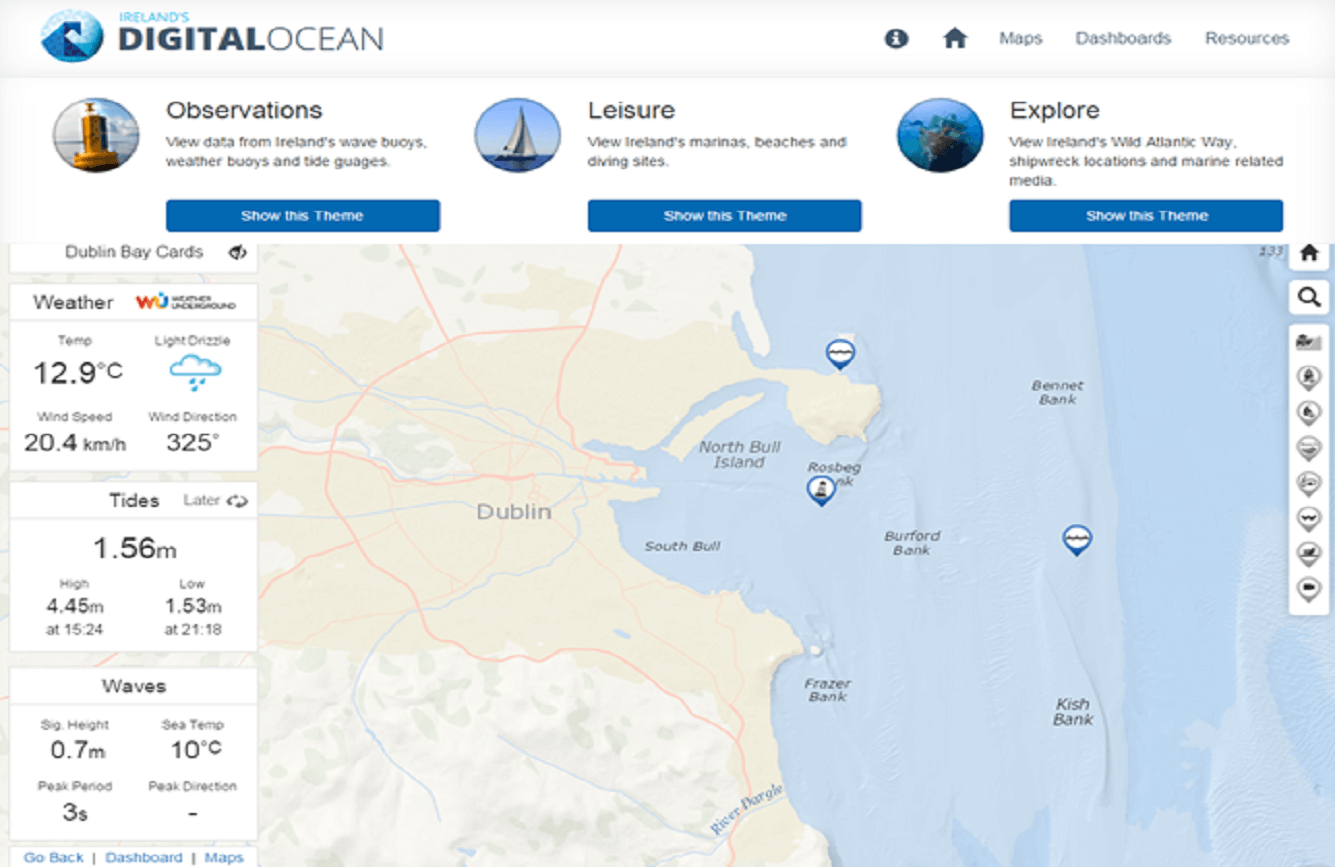 IRELAND'S
DIGITALOCEAN
Maps Dashboards Resources
Observations
View data from Ireland's wave buoys,
weather buoys and tide guages.
Show this Theme
Leisure
View Ireland's marinas, beaches and
diving sites.
Show this Theme
Explore
View Ireland's Wild Atlantic Way,
shipwreck locations and marine related
media.
Show this Theme
Dublin Bay Cards
Weather WU WEATHER
UNDERGROUND
Temp Light Drizzle
12.9°C
Wind Speed Wind Direction
20.4 km/h 325°
Tides Later
1.56m
High Low
4.45m 1.53m
at 15:24 at 21:18
Waves
Sig. Height Sea Temp
0.7m 10°C
Peak Period Peak Direction
3s -
Go Back | Dashboard | Maps
133
Bennet
Bank
North Bull
Island
Rosbeg
nk
Dublin
South Bull
Burford
Bank
Frazer
Bank
Kish
Bank
River Dargle